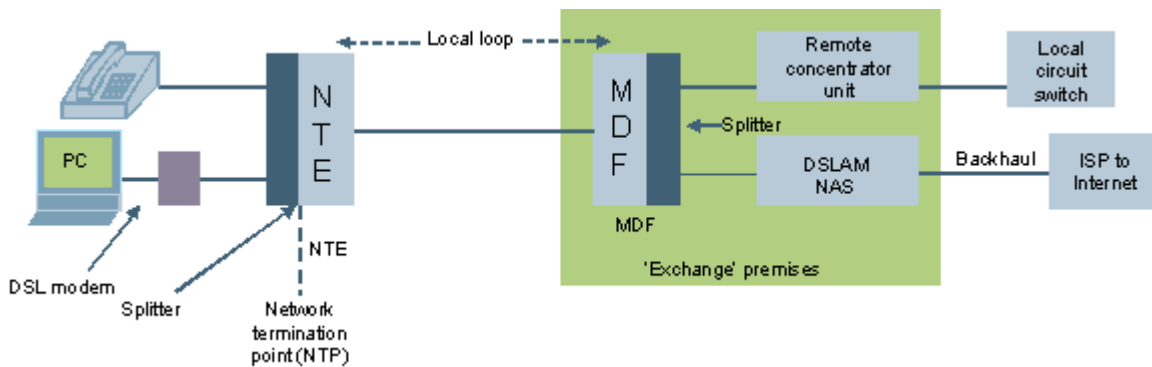 Local loop
Remote
concentrator
unit
Local
circuit
switch
N
T
E
M
D
F
Splitter
PC
DSLAM
NAS
Backhaul
ISP to
Internet
MDF
NTE
'Exchange' premises
DSL modem
Splitter
Network
termination
point (NTP)